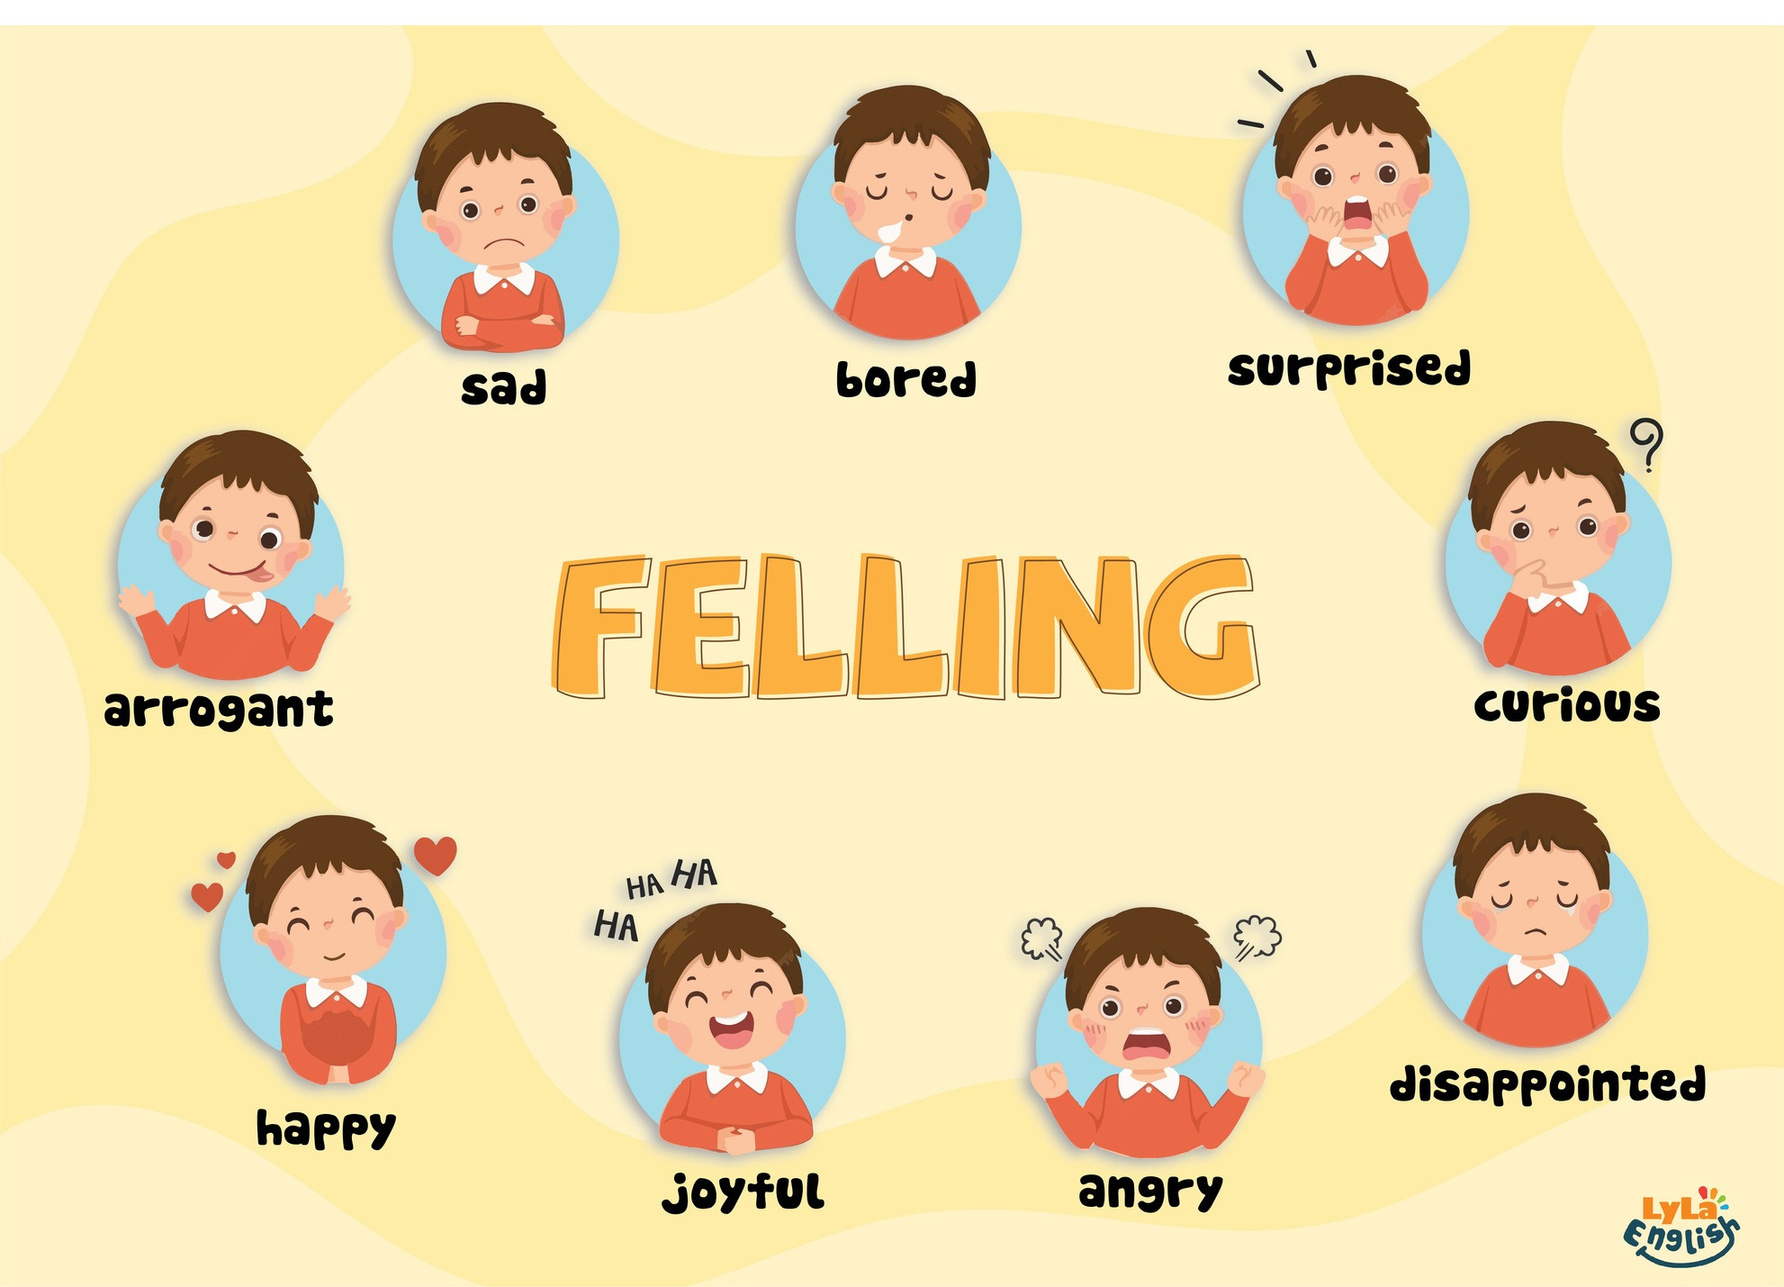 sad
bored
surprised
arrogant
FELLING
curious
happy
HA HA HA
joyful
angry
disappointed
?
LyLa
English